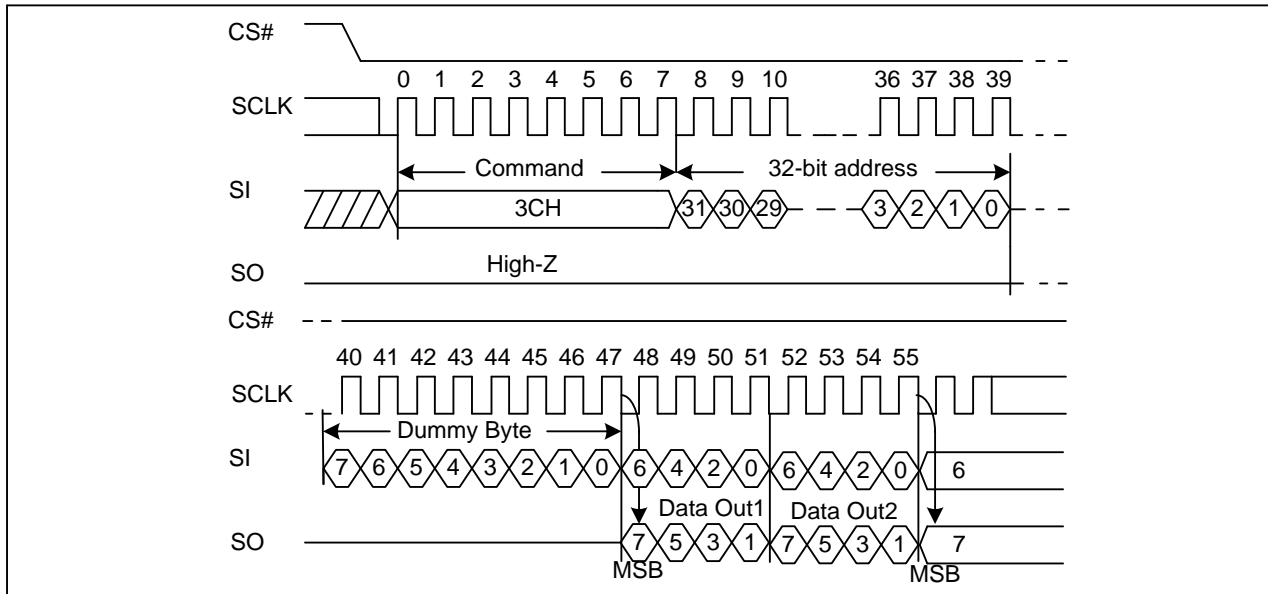 CS#
0 1 2 3 4 5 6 7 8 9 10 36 37 38 39
SCLK
Command 32-bit address
SI
3CH 31 30 29 3 2 1 0
High-Z
SO
CS#
40 41 42 43 44 45 46 47 48 49 50 51 52 53 54 55
SCLK
Dummy Byte
SI
7 6 5 4 3 2 1 0 6 4 2 0 6 4 2 0 6
Data Out1 Data Out2
SO
7 5 3 1 7 5 3 1 7
MSB MSB